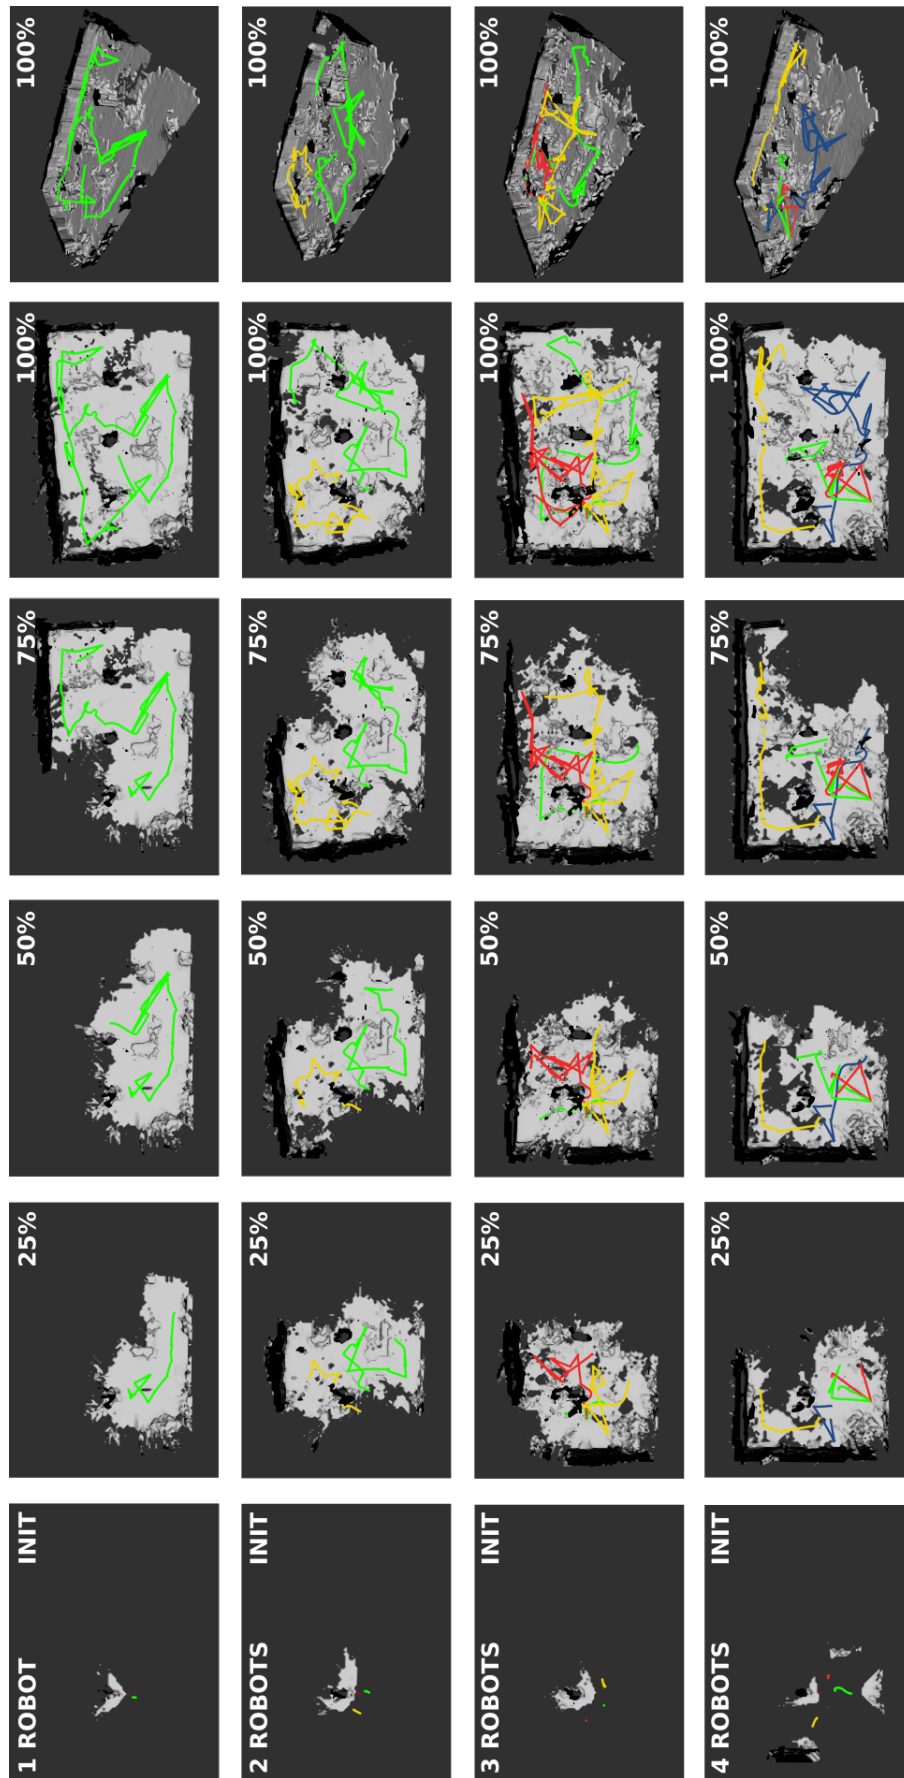 1 ROBOT INIT 25% 50% 75% 100% 100%
2 ROBOTS INIT 25% 50% 75% 100% 100%
3 ROBOTS INIT 25% 50% 75% 100% 100%
4 ROBOTS INIT 25% 50% 75% 100% 100%